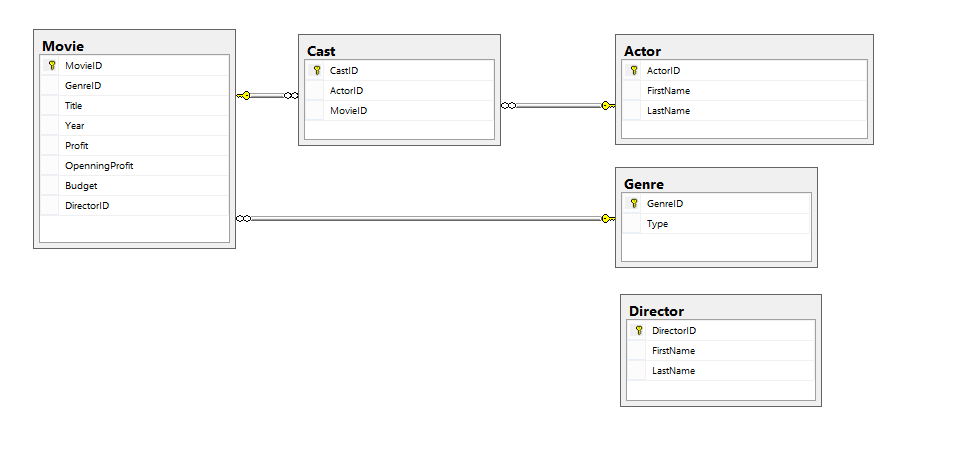 Movie
MovieID
GenreID
Title
Year
Profit
OpenningProfit
Budget
DirectorID
Cast
CastID
ActorID
MovieID
Actor
ActorID
FirstName
LastName
Genre
GenreID
Type
Director
DirectorID
FirstName
LastName